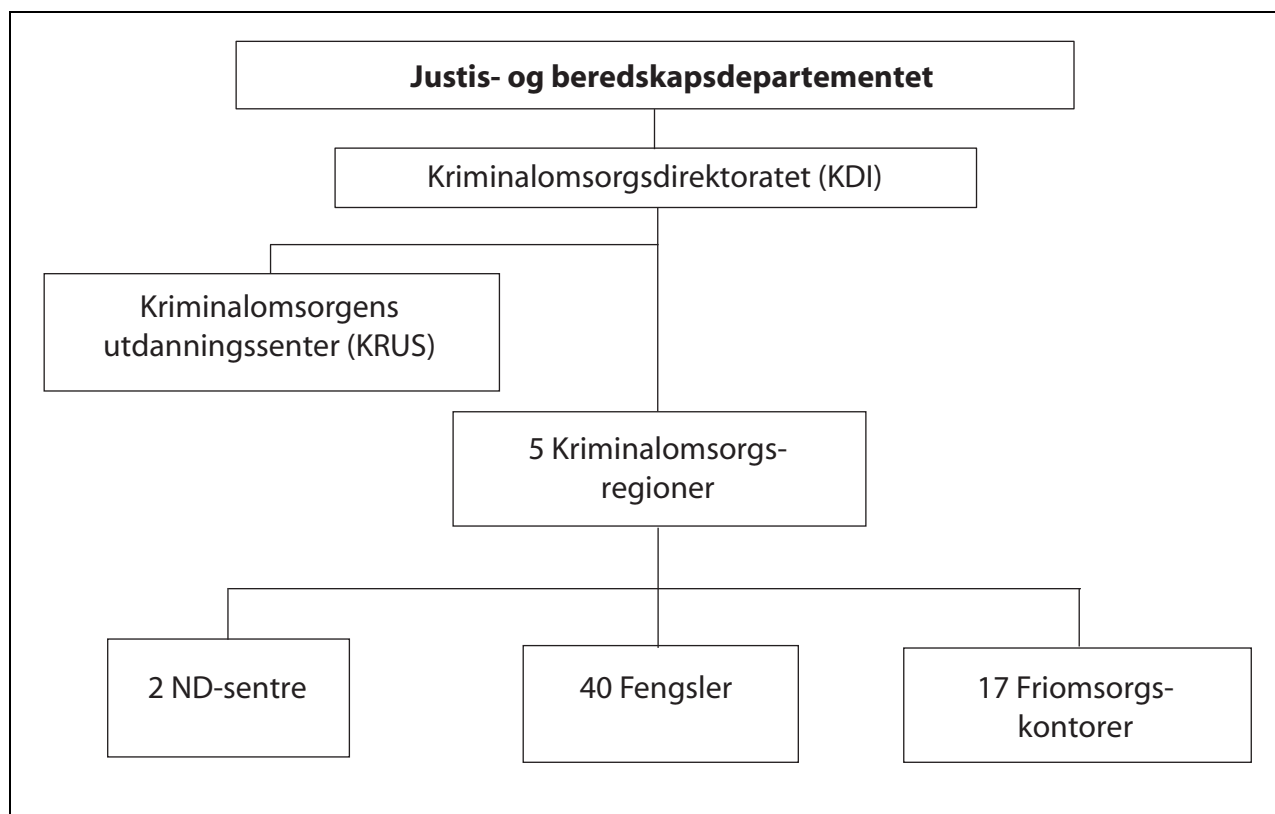 Justis- og beredskapsdepartementet
Kriminalomsorgsdirektoratet (KDI)
Kriminalomsorgens
utdanningssenter (KRUS)
5 Kriminalomsorgs-
regioner
2 ND-sentre
40 Fengsler
17 Friomsorgs-
kontorer